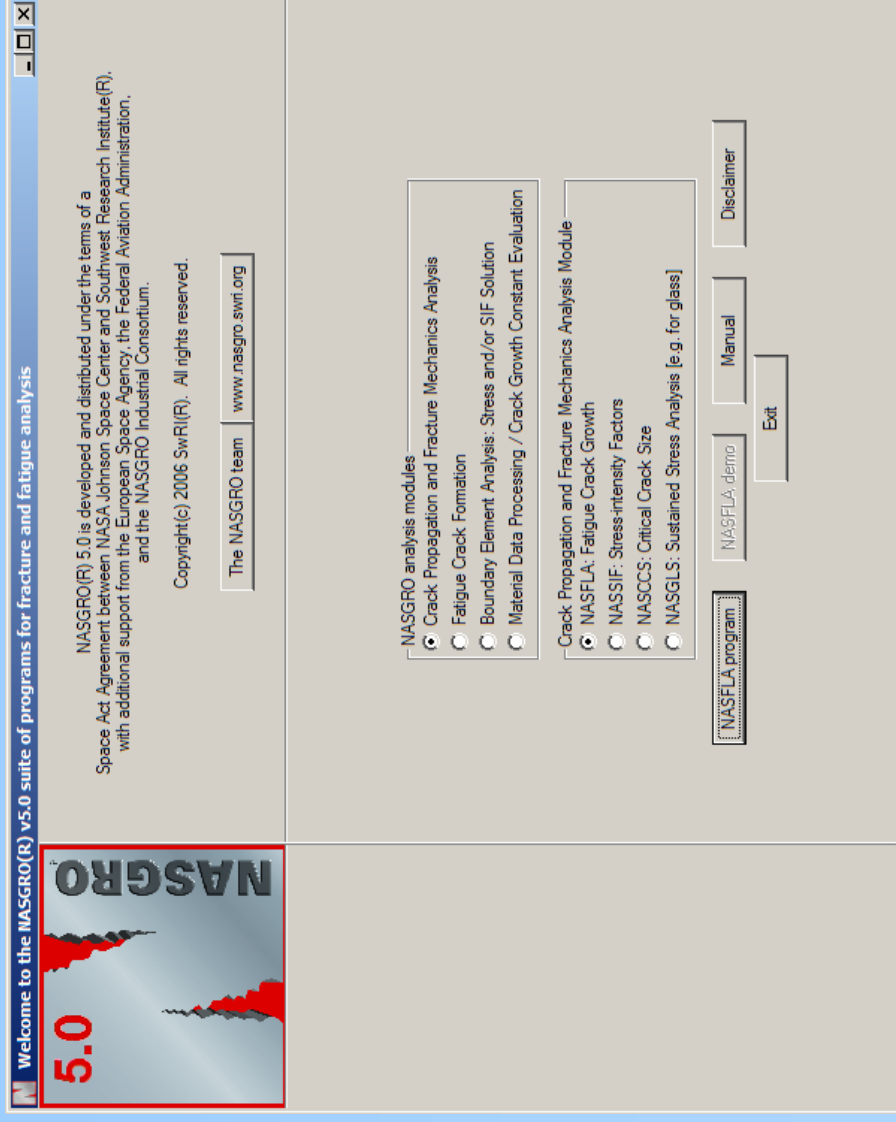 Welcome to the NASGRO(R) v5.0 suite of programs for fracture and fatigue analysis
5.0
NASGRO
NASGRO(R) 5.0 is developed and distributed under the terms of a
Space Act Agreement between NASA Johnson Space Center and Southwest Research Institute(R),
with additional support from the European Space Agency, the Federal Aviation Administration,
and the NASGRO Industrial Consortium.
Copyright(c) 2006 SwRI(R). All rights reserved.
The NASGRO team
www.nasgro.swri.org
NASGRO analysis modules
Crack Propagation and Fracture Mechanics Analysis
Fatigue Crack Formation
Boundary Element Analysis: Stress and/or SIF Solution
Material Data Processing / Crack Growth Constant Evaluation
Crack Propagation and Fracture Mechanics Analysis Module
NASFLA: Fatigue Crack Growth
NASSIF: Stress-intensity Factors
NASCCS: Critical Crack Size
NASGLS: Sustained Stress Analysis [e.g. for glass]
NASFLA program
NASFLA demo
Manual
Disclaimer
Exit